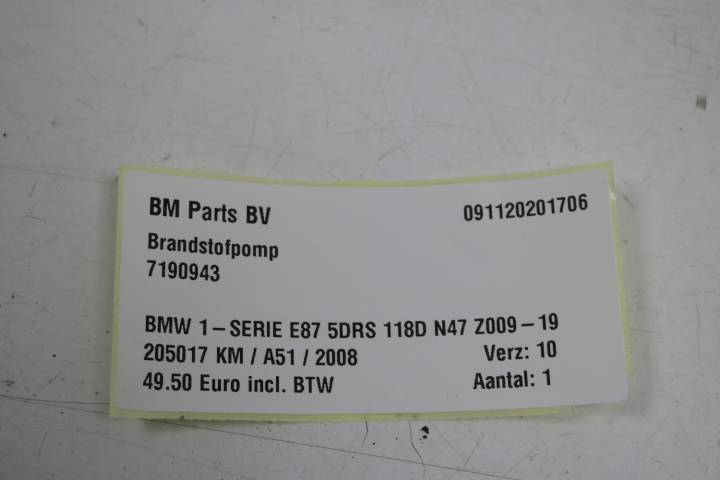 BM Parts BV 091120201706
Brandstofpomp
7190943
BMW 1-SERIE E87 5DRS 118D N47 Z009-19
205017 KM / A51 / 2008 Verz: 10
49.50 Euro incl. BTW Aantal: 1